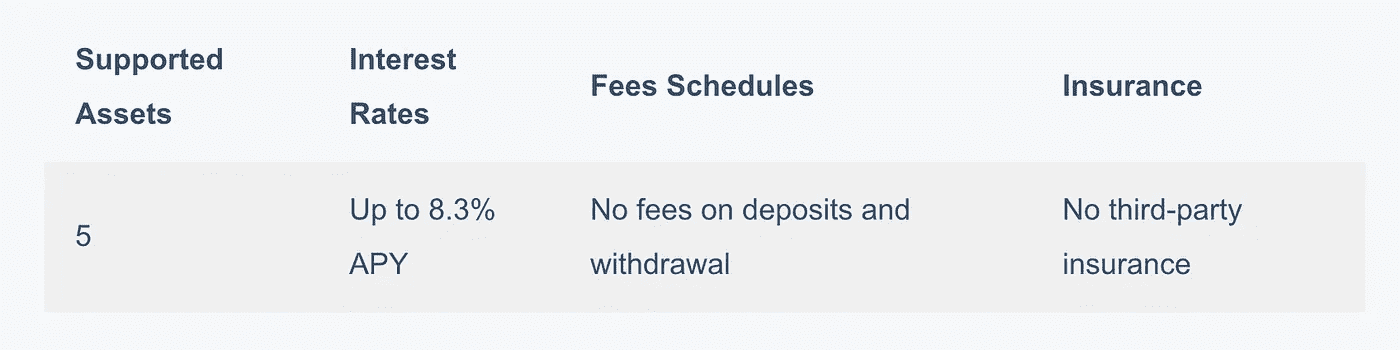 Supported
Assets
Interest
Rates
Fees Schedules
Insurance
5
Up to 8.3%
APY
No fees on deposits and
withdrawal
No third-party
insurance